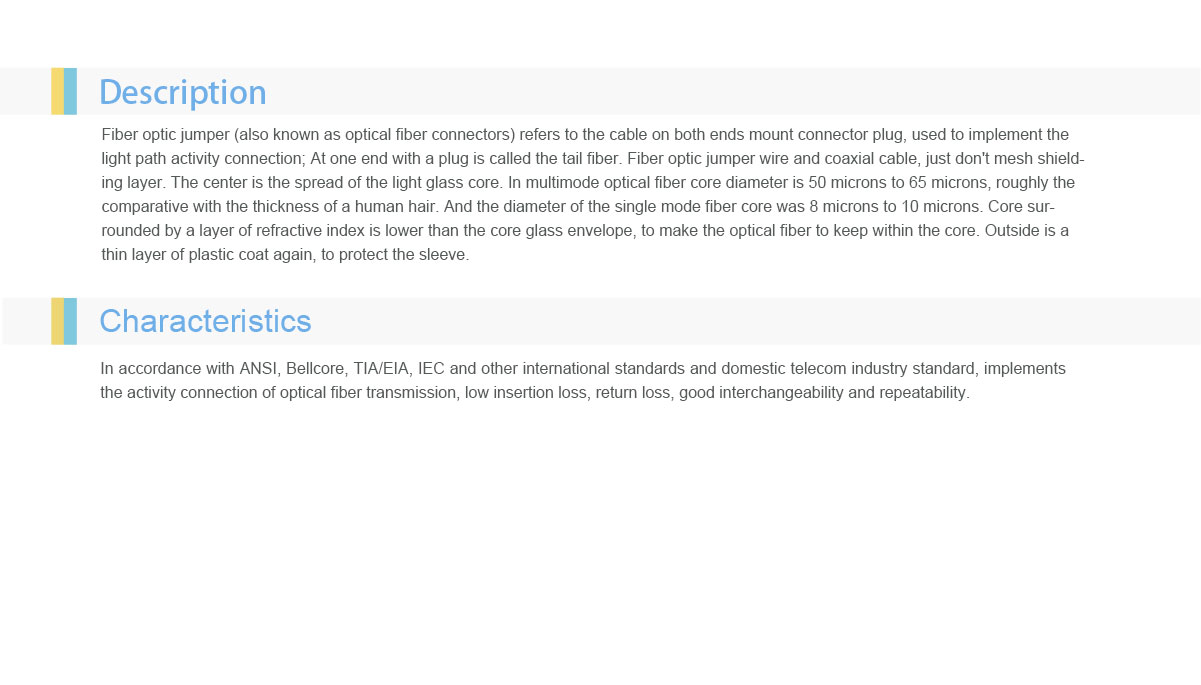 Description
Fiber optic jumper (also known as optical fiber connectors) refers to the cable on both ends mount connector plug, used to implement the
light path activity connection; At one end with a plug is called the tail fiber. Fiber optic jumper wire and coaxial cable, just don't mesh shield-
ing layer. The center is the spread of the light glass core. In multimode optical fiber core diameter is 50 microns to 65 microns, roughly the
comparative with the thickness of a human hair. And the diameter of the single mode fiber core was 8 microns to 10 microns. Core sur-
rounded by a layer of refractive index is lower than the core glass envelope, to make the optical fiber to keep within the core. Outside is a
thin layer of plastic coat again, to protect the sleeve.
Characteristics
In accordance with ANSI, Bellcore, TIA/EIA, IEC and other international standards and domestic telecom industry standard, implements
the activity connection of optical fiber transmission, low insertion loss, return loss, good interchangeability and repeatability.